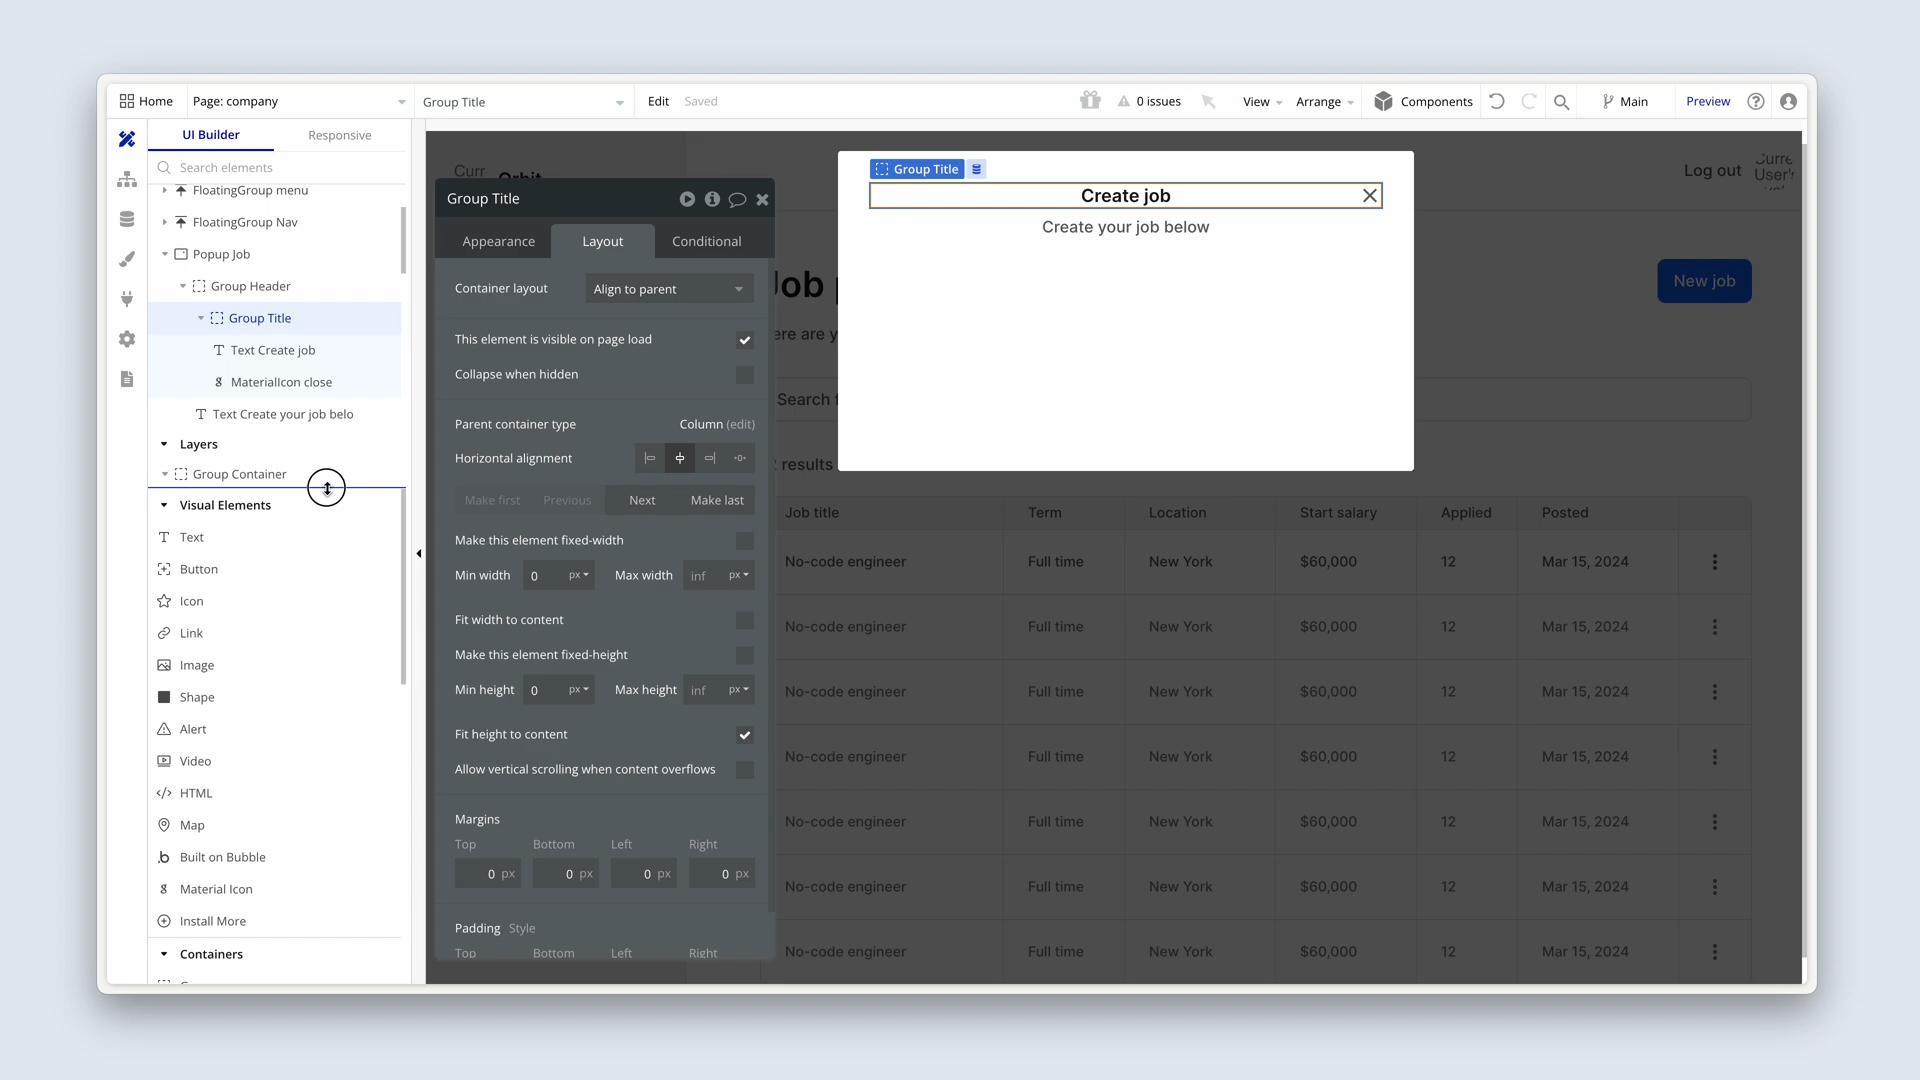 Home
Page: company
Group Title
Edit
Saved
0 issues
View
Arrange
Components
Main
Preview
UI Builder
Responsive
Search elements
FloatingGroup menu
FloatingGroup Nav
Popup Job
Group Header
Group Title
Text Create job
MaterialIcon close
Text Create your job belo
Layers
Group Container
Visual Elements
Text
Button
Icon
Link
Image
Shape
Alert
Video
HTML
Map
Built on Bubble
Material Icon
Install More
Containers
Group Title
Appearance
Layout
Conditional
Container layout
Align to parent
This element is visible on page load
Collapse when hidden
Parent container type
Column (edit)
Horizontal alignment
Make first
Previous
Next
Make last
Make this element fixed-width
Min width
0
px
Max width
inf
px
Fit width to content
Make this element fixed-height
Min height
0
px
Max height
inf
px
Fit height to content
Allow vertical scrolling when content overflows
Margins
Top Bottom Left Right
0 px 0 px 0 px 0 px
Padding Style
Top Bottom Left Right
Group Title
Create job
Create your job below
Log out
New job
results
Job title Term Location Start salary Applied Posted
No-code engineer Full time New York $60,000 12 Mar 15, 2024
No-code engineer Full time New York $60,000 12 Mar 15, 2024
No-code engineer Full time New York $60,000 12 Mar 15, 2024
No-code engineer Full time New York $60,000 12 Mar 15, 2024
No-code engineer Full time New York $60,000 12 Mar 15, 2024
No-code engineer Full time New York $60,000 12 Mar 15, 2024
No-code engineer Full time New York $60,000 12 Mar 15, 2024